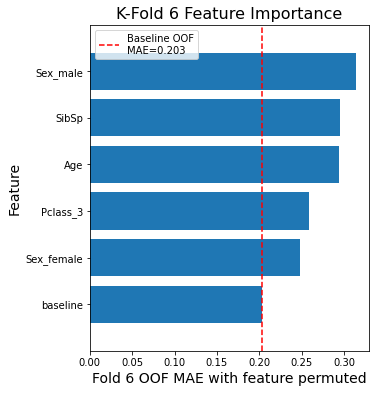 K-Fold 6 Feature Importance
Baseline OOF
MAE=0.203
Sex_male
SibSp
Age
Pclass_3
Sex_female
baseline
Feature
0.00 0.05 0.10 0.15 0.20 0.25 0.30
Fold 6 OOF MAE with feature permuted